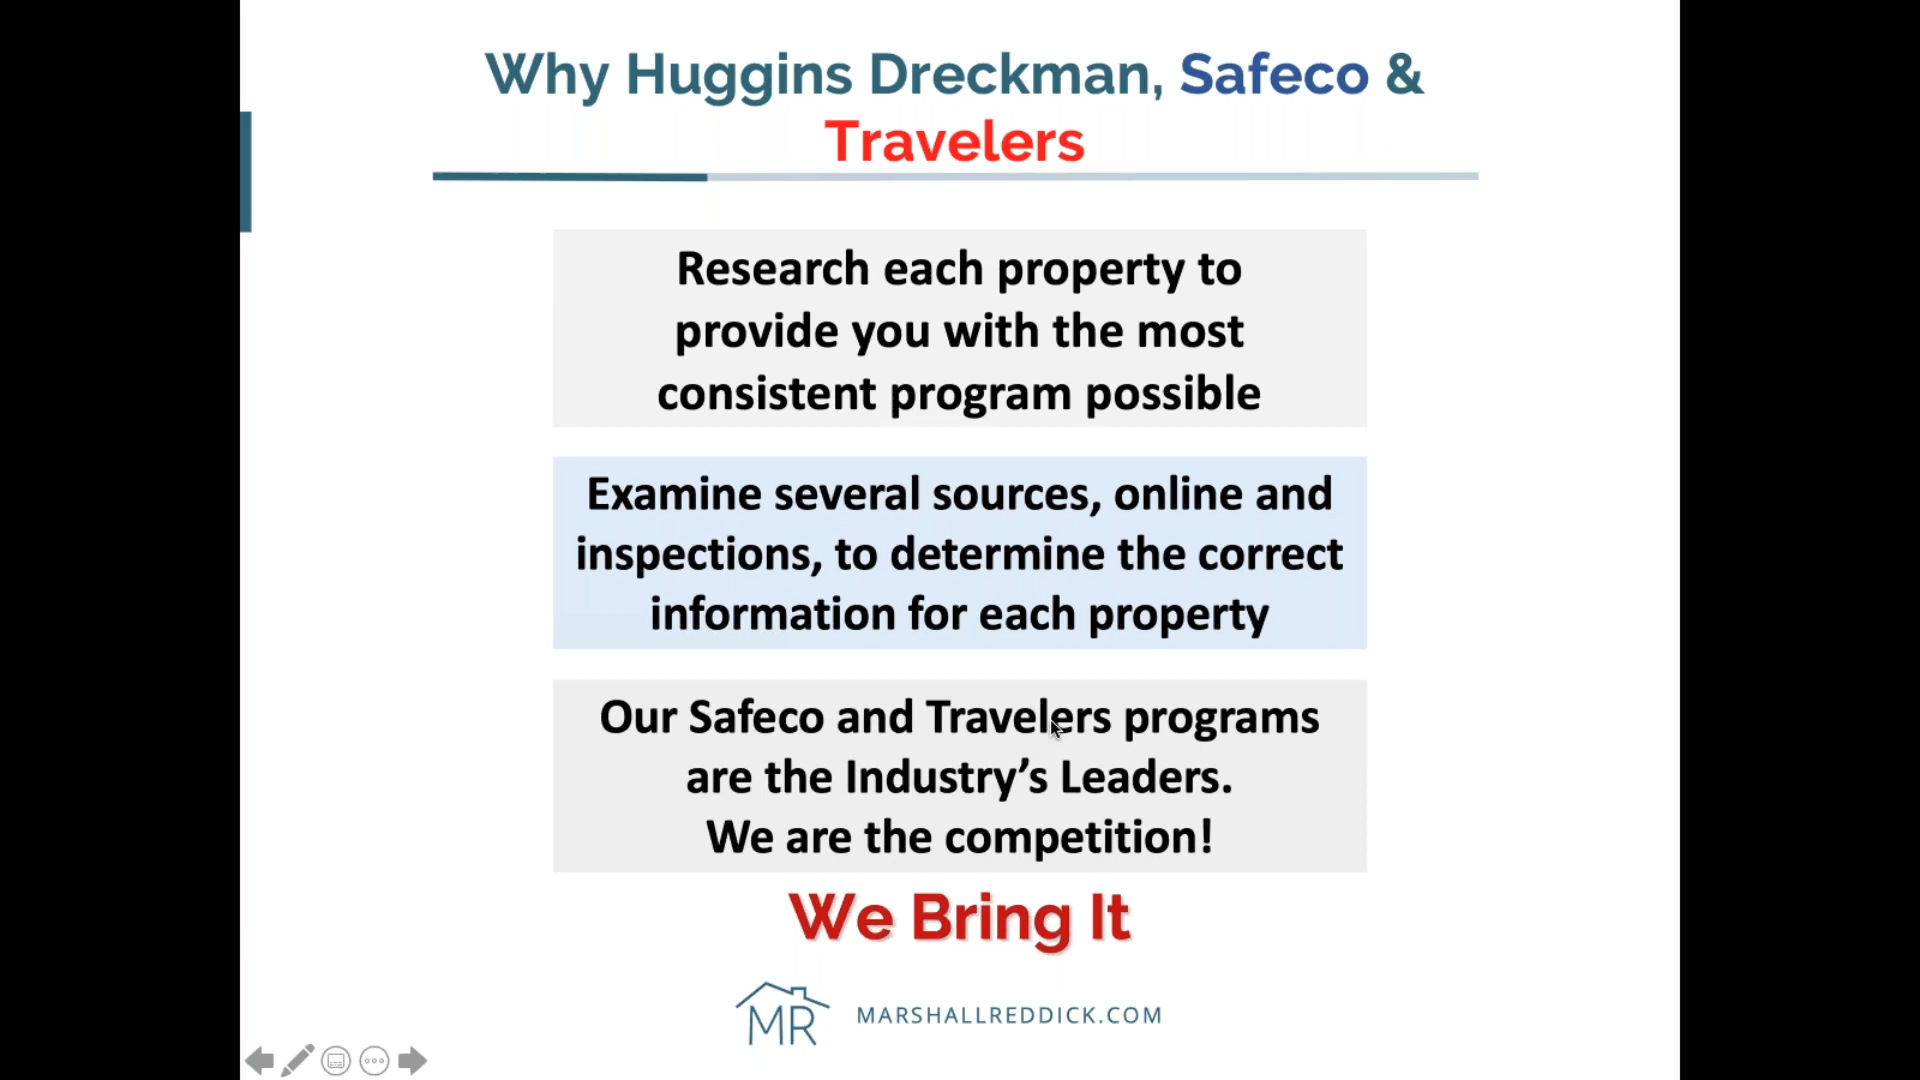 Why Huggins Dreckman, Safeco &
Travelers
Research each property to
provide you with the most
consistent program possible
Examine several sources, online and
inspections, to determine the correct
information for each property
Our Safeco and Travelers programs
are the Industry’s Leaders.
We are the competition!
We Bring It
MR MARSHALLREDDICK.COM